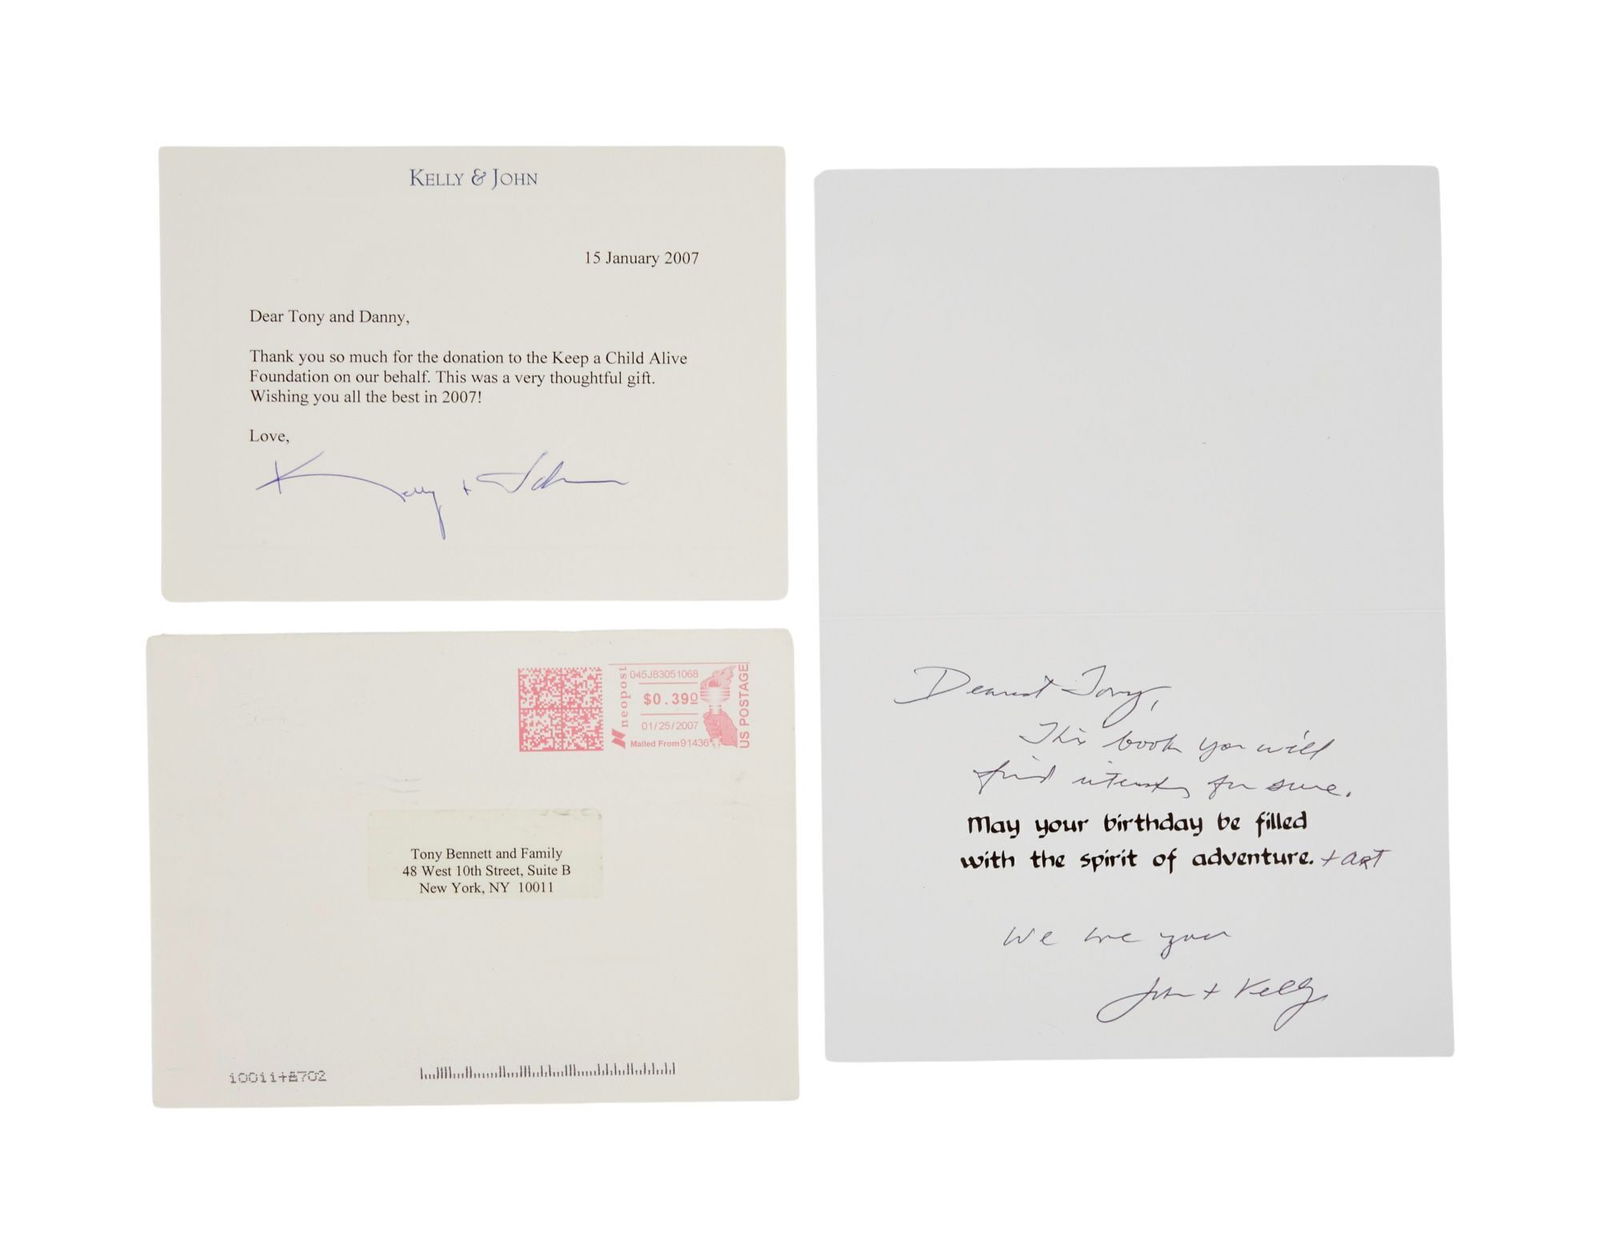 KELLY & JOHN
15 January 2007
Dear Tony and Danny,
Thank you so much for the donation to the Keep a Child Alive
Foundation on our behalf. This was a very thoughtful gift.
Wishing you all the best in 2007!
Love,
Kelly + John
neopost
045J83051068
$0.390
01/25/2007
Mailed From 91436
US POSTAGE
Tony Bennett and Family
48 West 10th Street, Suite B
New York, NY 10011
10011+8702
Dearest Tony,
This book you will
find interesting for sure.
May your birthday be filled
with the spirit of adventure. + ART
We love you
John + Kelly